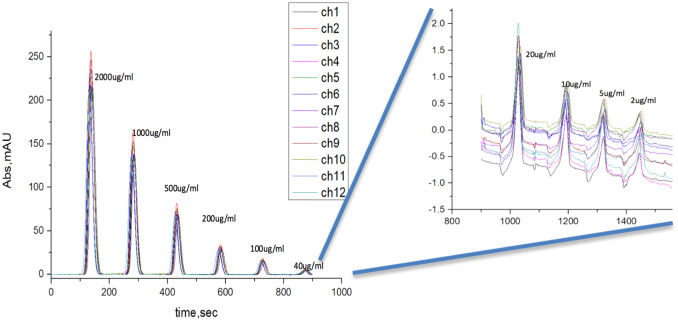 Abs,mAU
250
200
150
100
50
0
0
200
400
600
800
1000
time,sec
2000ug/ml
1000ug/ml
500ug/ml
200ug/ml
100ug/ml
40ug/ml
ch1
ch2
ch3
ch4
ch5
ch6
ch7
ch8
ch9
ch10
ch11
ch12
2.0
1.5
1.0
0.5
0.0
-0.5
-1.0
-1.5
800
1000
1200
1400
20ug/ml
10ug/ml
5ug/ml
2ug/ml